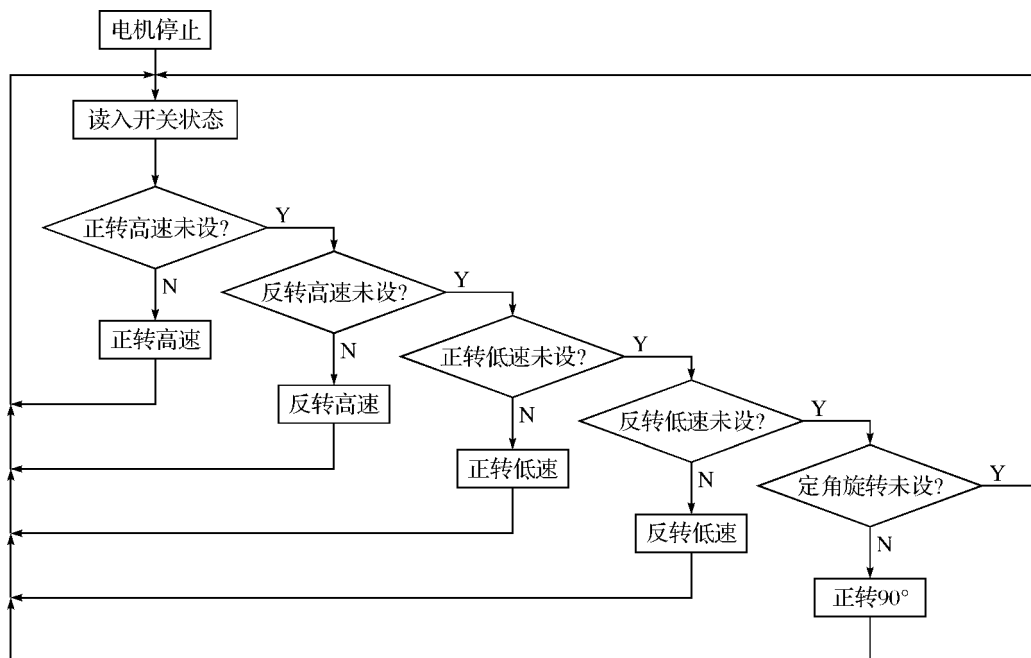 电机停止
读入开关状态
正转高速未设?
Y
N
反转高速未设?
Y
正转高速
N
正转低速未设?
Y
反转高速
N
反转低速未设?
Y
正转低速
N
定角旋转未设?
Y
反转低速
N
正转90°